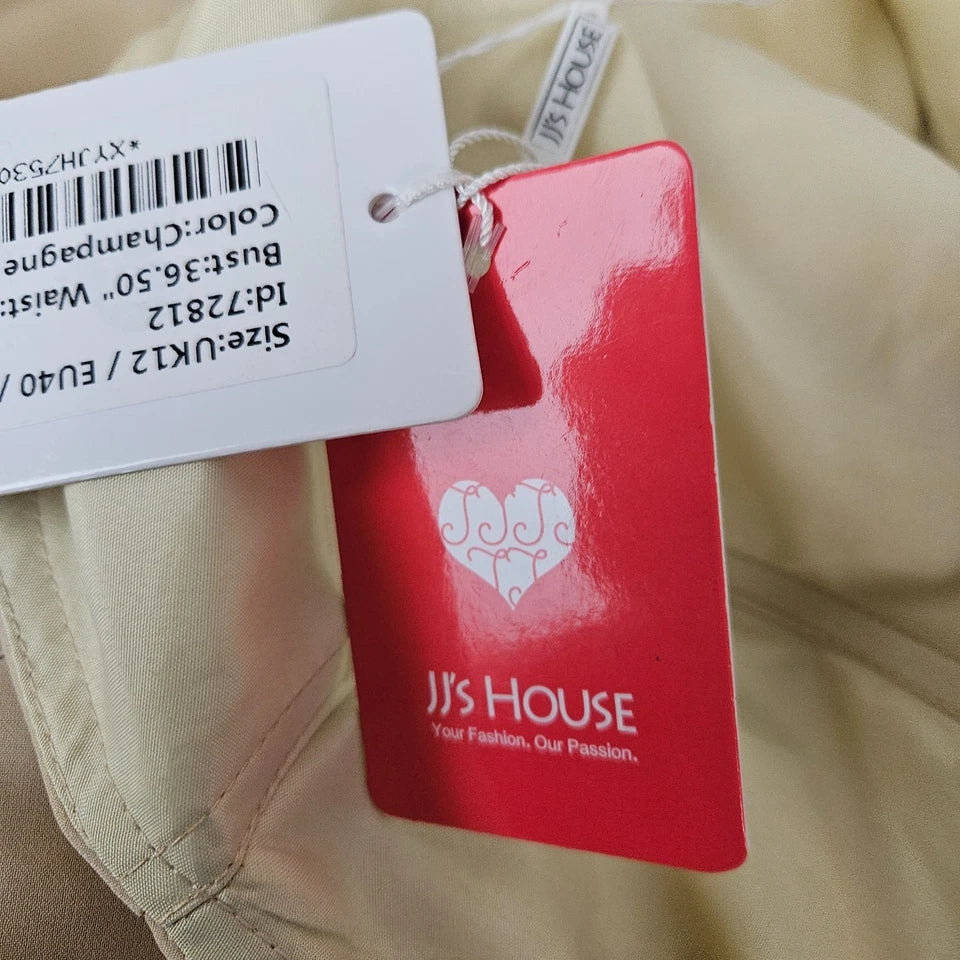 JJ's HOUSE
Size:UK12 / EU40 /
Id:72812
Bust:36.50" Waist:
Color:Champagne
*XYJH7530
JJ's HOUSE
Your Fashion. Our Passion.